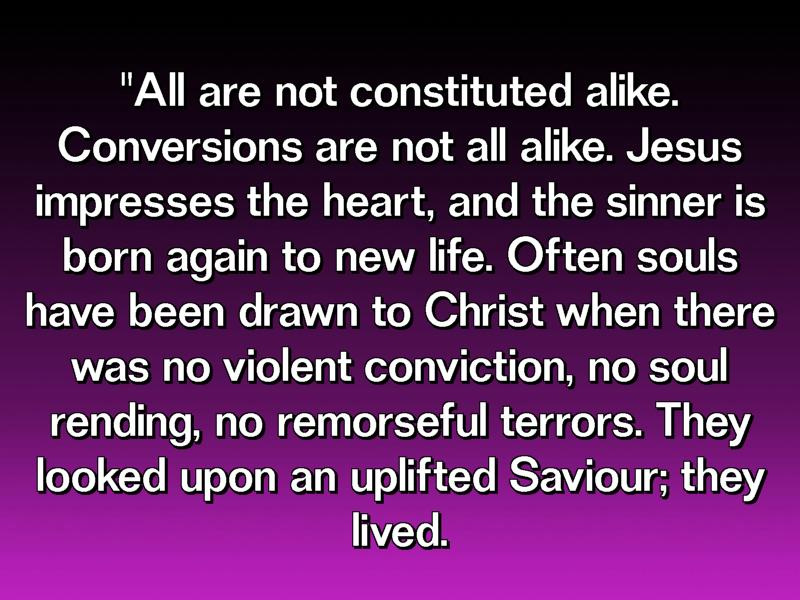 "All are not constituted alike.
Conversions are not all alike. Jesus
impresses the heart, and the sinner is
born again to new life. Often souls
have been drawn to Christ when there
was no violent conviction, no soul
rending, no remorseful terrors. They
looked upon an uplifted Saviour; they
lived.